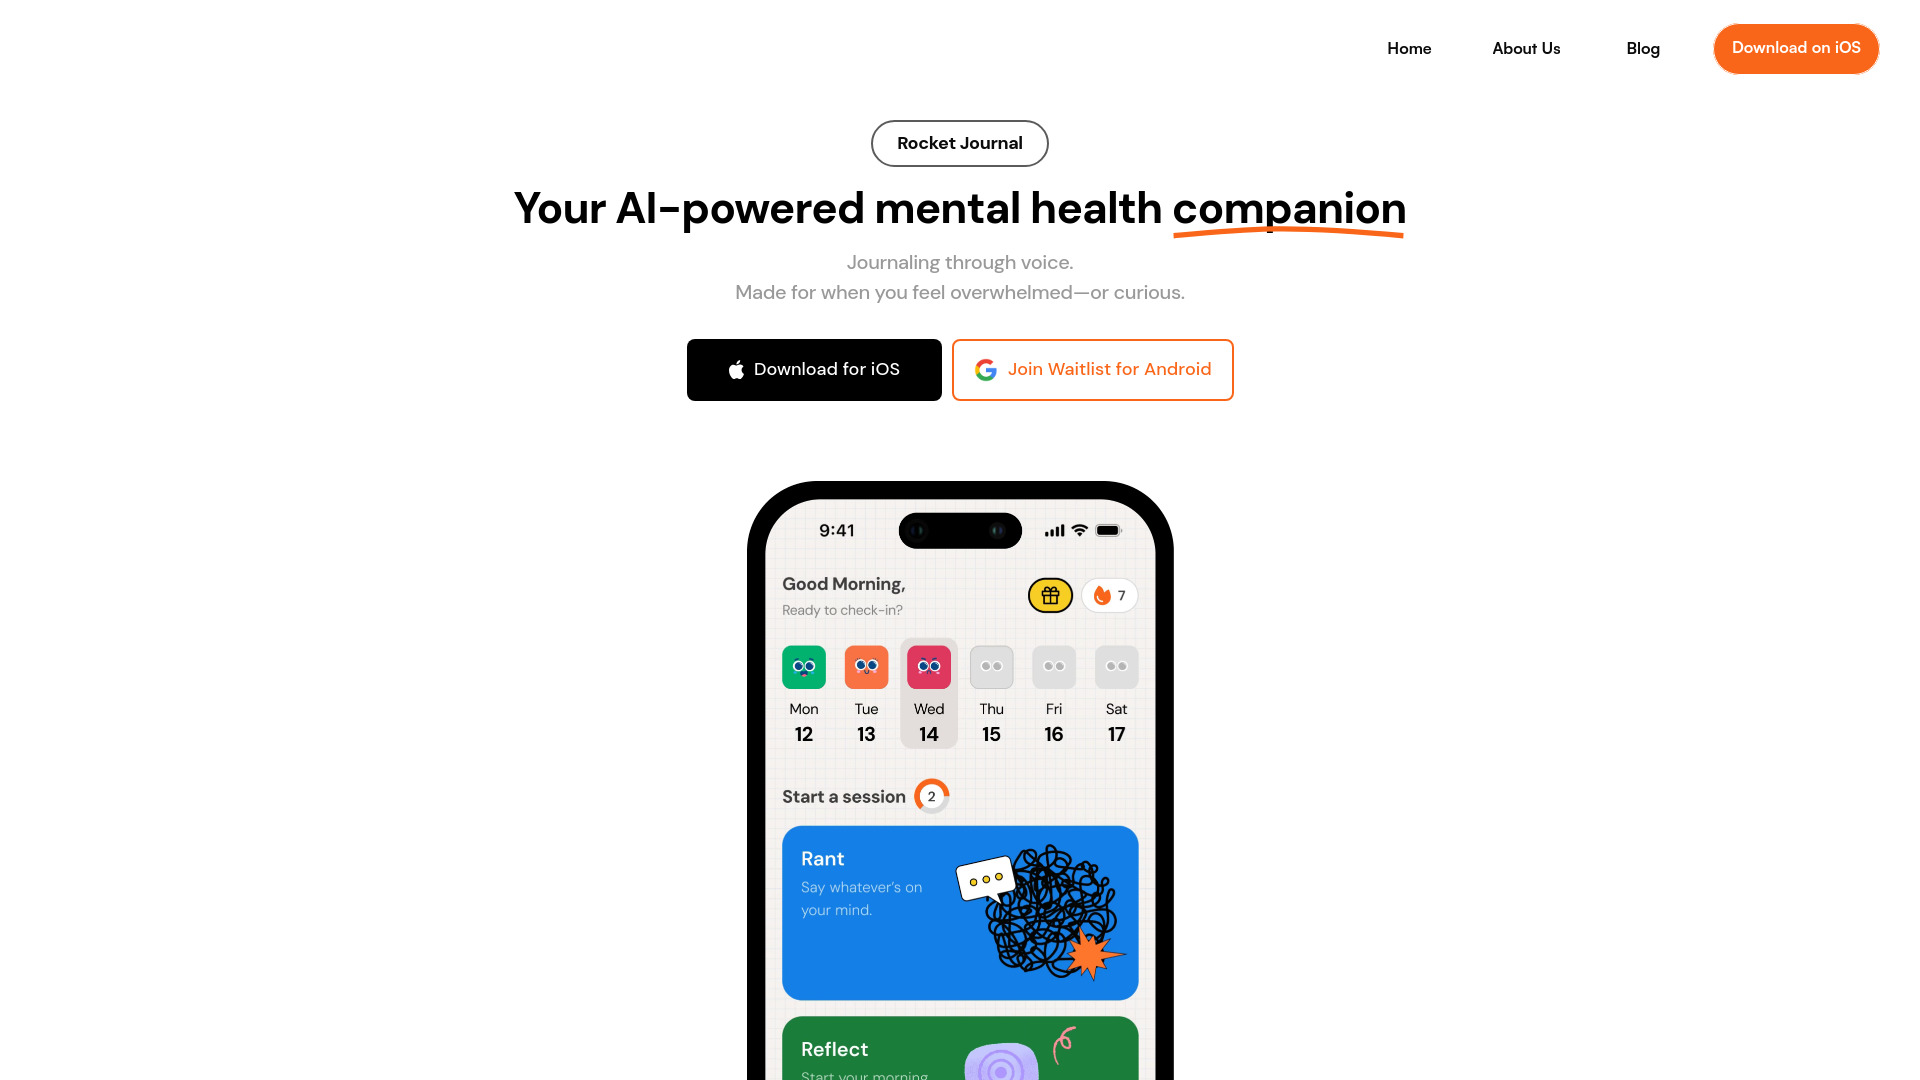 Home
About Us
Blog
Download on iOS
Rocket Journal
Your AI-powered mental health companion
Journaling through voice.
Made for when you feel overwhelmed—or curious.
Download for iOS
Join Waitlist for Android
9:41
Good Morning,
Ready to check-in?
7
Mon
Tue
Wed
Thu
Fri
Sat
12
13
14
15
16
17
Start a session
2
Rant
Say whatever's on
your mind.
Reflect
Start your morning